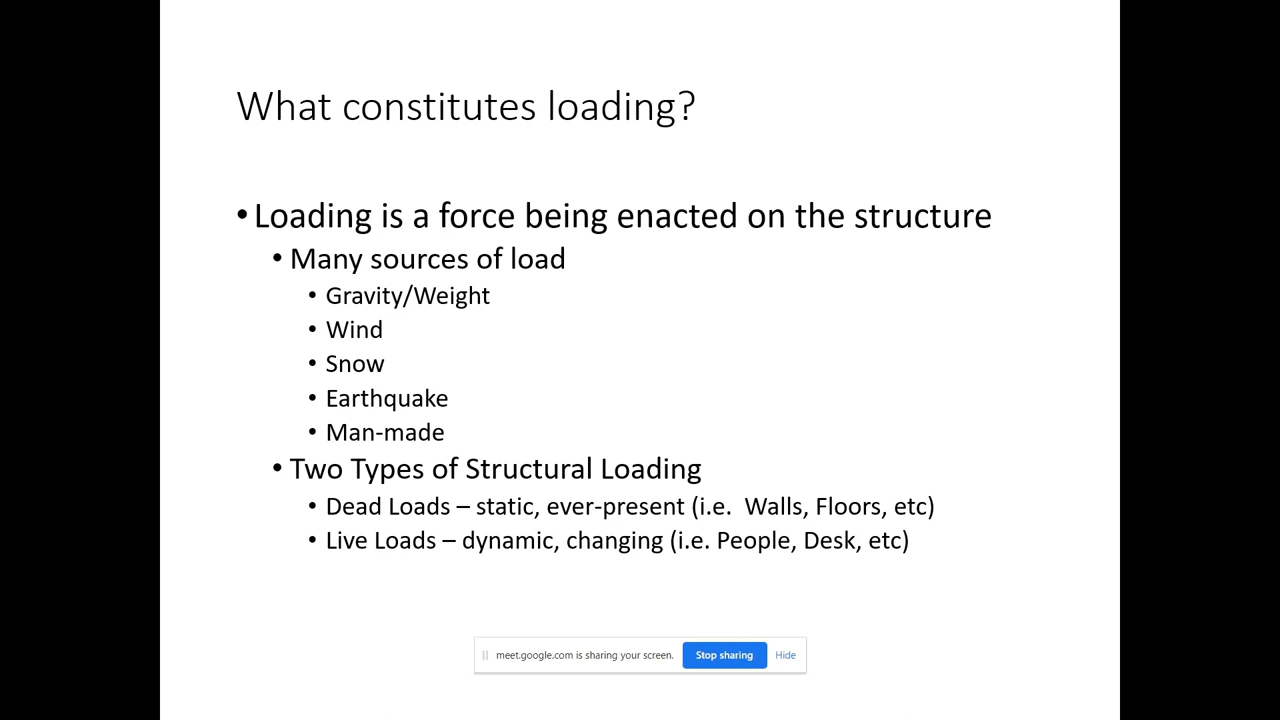 What constitutes loading?
• Loading is a force being enacted on the structure
• Many sources of load
• Gravity/Weight
• Wind
• Snow
• Earthquake
• Man-made
• Two Types of Structural Loading
• Dead Loads – static, ever-present (i.e.  Walls, Floors, etc)
• Live Loads – dynamic, changing (i.e. People, Desk, etc)
meet.google.com is sharing your screen. Stop sharing Hide